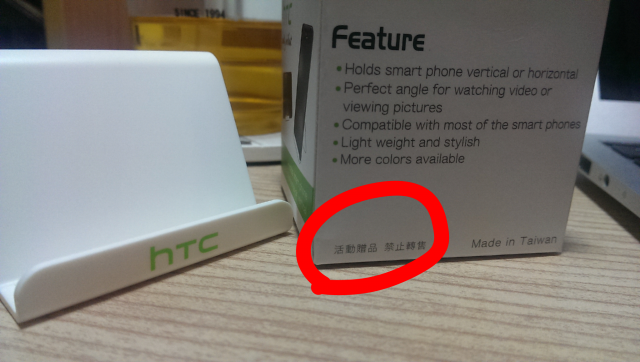 SINCE 1994
Feature
•Holds smart phone vertical or horizontal
•Perfect angle for watching video or
viewing pictures
•Compatible with most of the smart phones
•Light weight and stylish
•More colors available
活動贈品 禁止轉售
Made in Taiwan
hTC